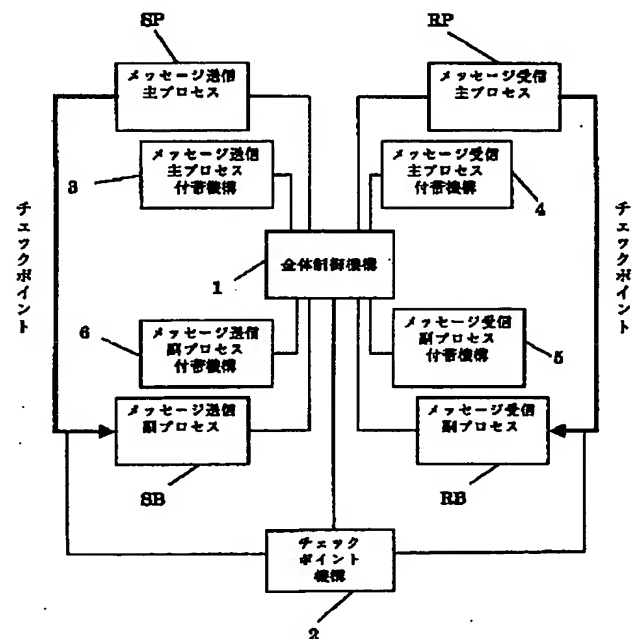 SP
RP
メッセージ送信
主プロセス
メッセージ受信
主プロセス
メッセージ送信
主プロセス
付帯機構
メッセージ受信
主プロセス
付帯機構
3
4
チェックポイント
チェックポイント
全体制御機構
1
6
メッセージ送信
副プロセス
付帯機構
メッセージ受信
副プロセス
付帯機構
5
メッセージ送信
副プロセス
メッセージ受信
副プロセス
SB
RB
チェック
ポイント
機構
2